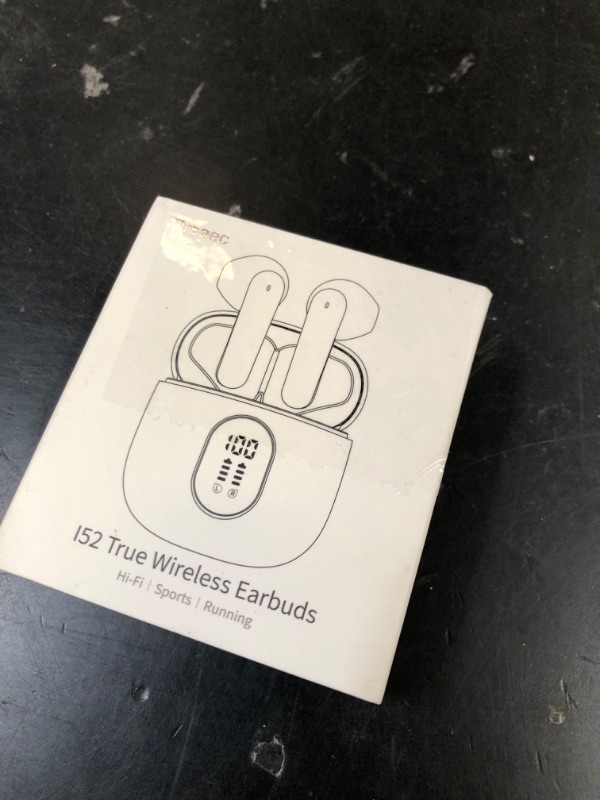 100
L R
I52 True Wireless Earbuds
Hi-Fi | Sports | Running